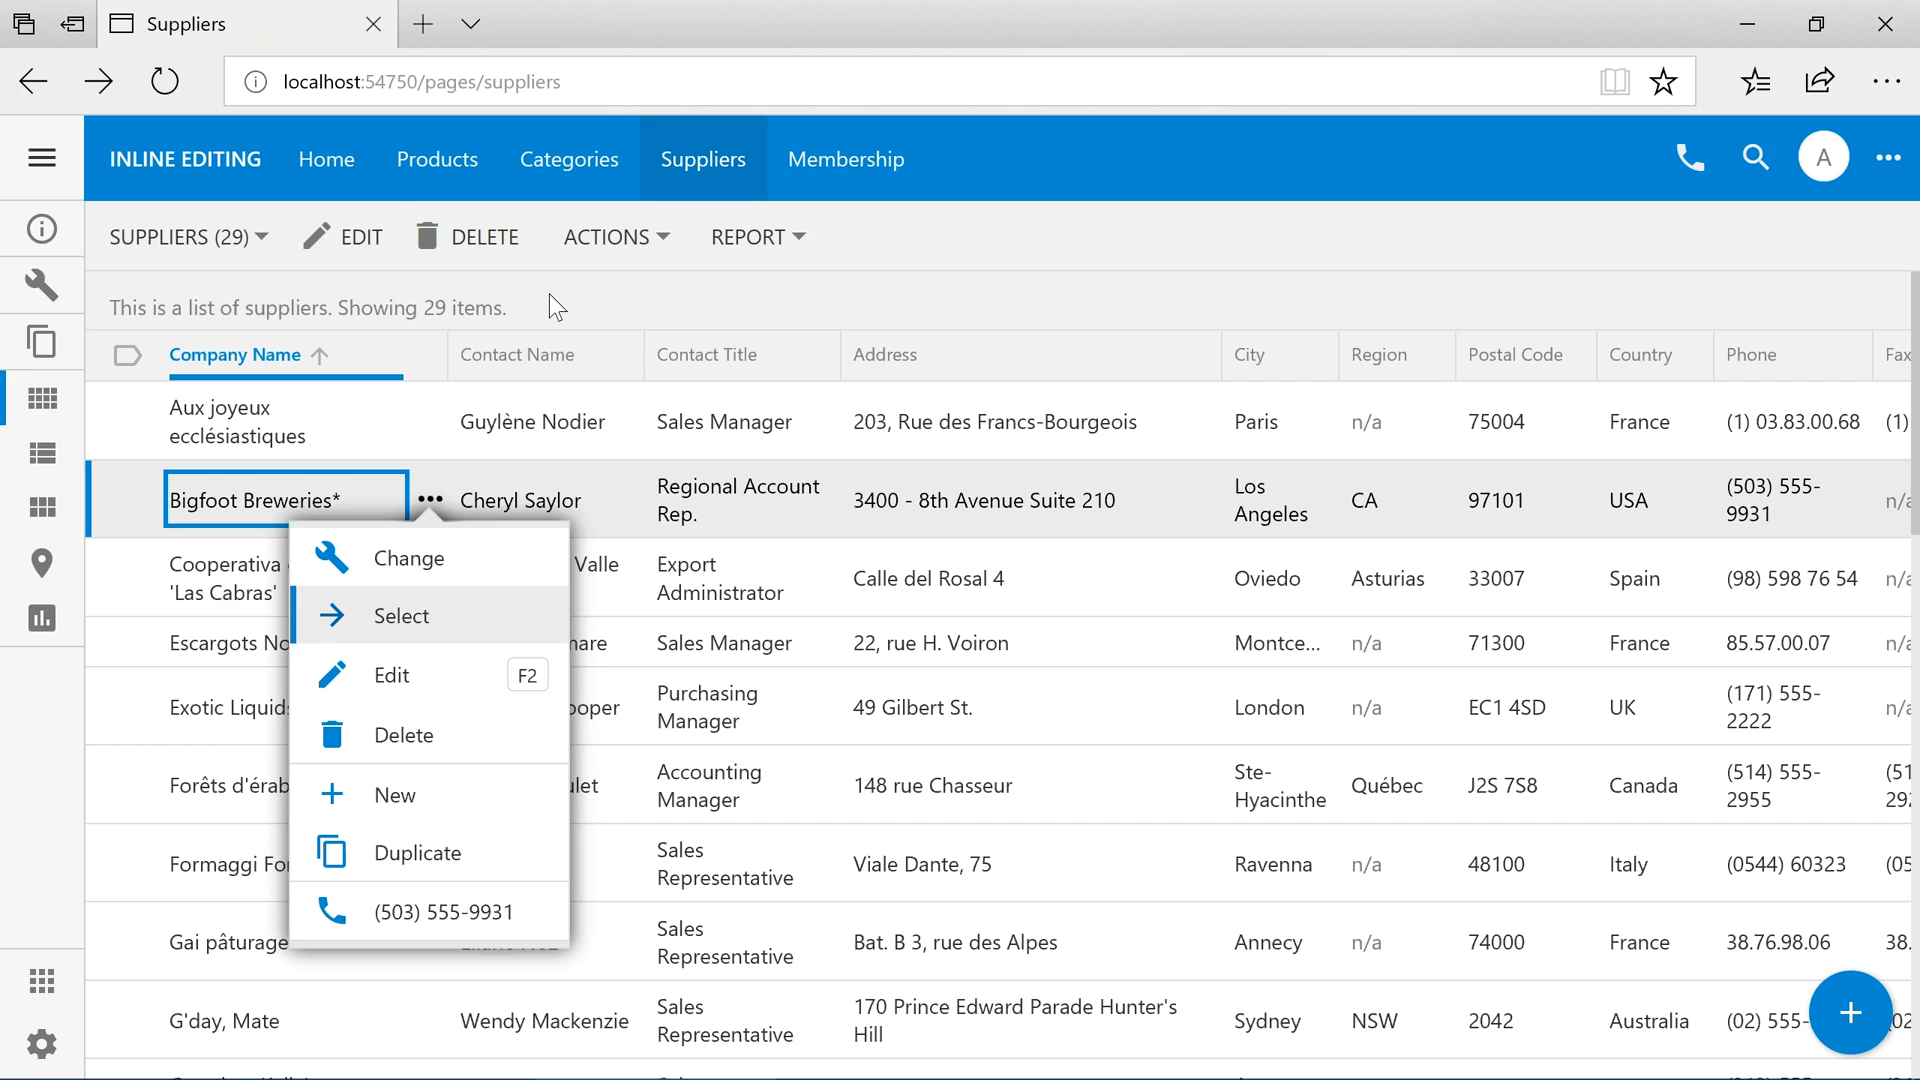 Suppliers
localhost:54750/pages/suppliers
INLINE EDITING Home Products Categories Suppliers Membership A
SUPPLIERS (29) EDIT DELETE ACTIONS REPORT
This is a list of suppliers. Showing 29 items.
Company Name Contact Name Contact Title Address City Region Postal Code Country Phone Fax
Aux joyeux
ecclésiastiques
Guylène Nodier Sales Manager 203, Rue des Francs-Bourgeois Paris n/a 75004 France (1) 03.83.00.68 (1)
Bigfoot Breweries* ••• Cheryl Saylor
Regional Account
Rep.
3400 - 8th Avenue Suite 210
Los
Angeles
CA 97101 USA
(503) 555-
9931
n/a
Change
Select
Edit F2
Delete
New
Duplicate
(503) 555-9931
Cooperativa
'Las Cabras'
Valle
Export
Administrator
Calle del Rosal 4 Oviedo Asturias 33007 Spain (98) 598 76 54 n/a
Escargots No
Sales Manager 22, rue H. Voiron Montce... n/a 71300 France 85.57.00.07 n/a
Exotic Liquids
ooper
Purchasing
Manager
49 Gilbert St. London n/a EC1 4SD UK
(171) 555-
2222
n/a
Forêts d'érab
Accounting
Manager
148 rue Chasseur
Ste-
Hyacinthe
Québec J2S 7S8 Canada
(514) 555-
2955
(51
292
Formaggi For
Sales
Representative
Viale Dante, 75 Ravenna n/a 48100 Italy (0544) 60323 (05
Gai pâturage
Sales
Representative
Bat. B 3, rue des Alpes Annecy n/a 74000 France 38.76.98.06 38.
G'day, Mate Wendy Mackenzie
Sales
Representative
170 Prince Edward Parade Hunter's
Hill
Sydney NSW 2042 Australia (02) 555- 02